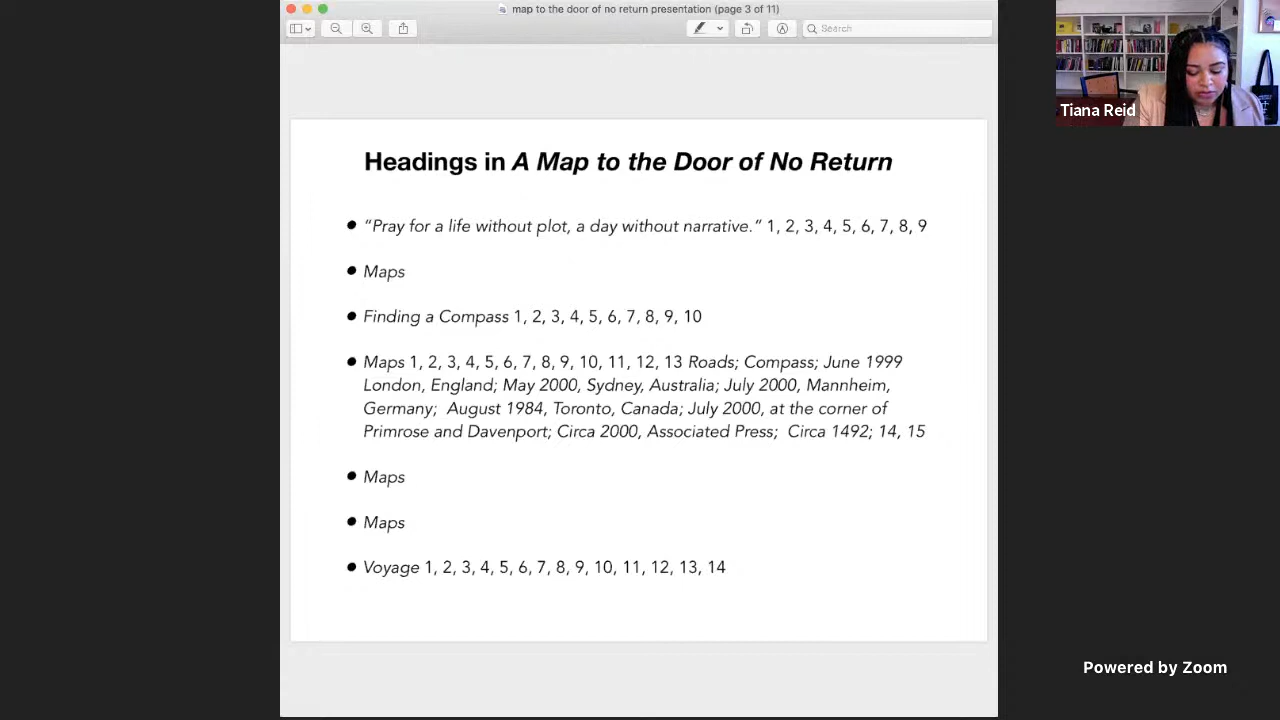 map to the door of no return presentation (page 3 of 11)
Search
Tiana Reid
Headings in A Map to the Door of No Return
• “Pray for a life without plot, a day without narrative.” 1, 2, 3, 4, 5, 6, 7, 8, 9
• Maps
• Finding a Compass 1, 2, 3, 4, 5, 6, 7, 8, 9, 10
• Maps 1, 2, 3, 4, 5, 6, 7, 8, 9, 10, 11, 12, 13 Roads; Compass; June 1999
London, England; May 2000, Sydney, Australia; July 2000, Mannheim,
Germany; August 1984, Toronto, Canada; July 2000, at the corner of
Primrose and Davenport; Circa 2000, Associated Press; Circa 1492; 14, 15
• Maps
• Maps
• Voyage 1, 2, 3, 4, 5, 6, 7, 8, 9, 10, 11, 12, 13, 14
Powered by Zoom